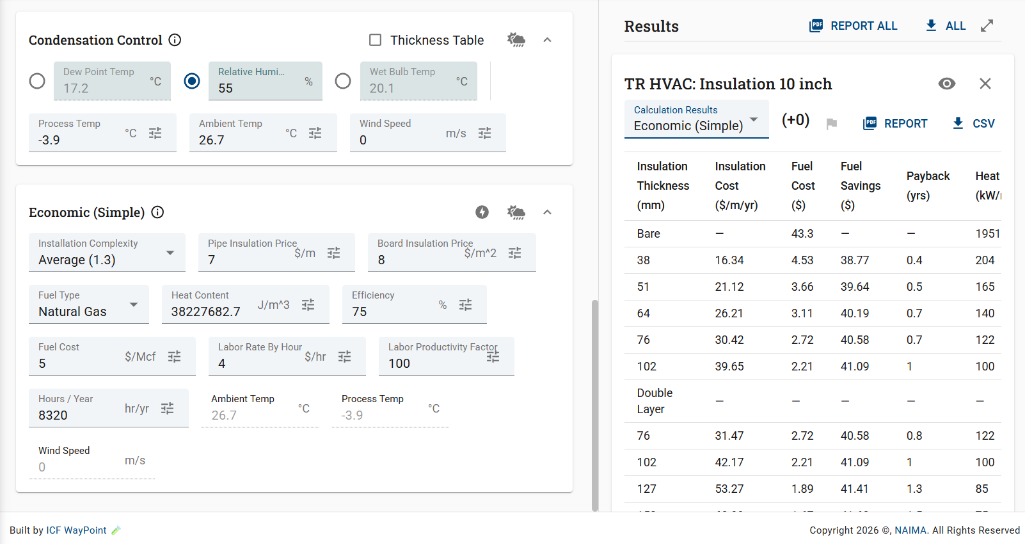 Condensation Control
Thickness Table
Dew Point Temp
17.2 °C
Relative Humi...
55 %
Wet Bulb Temp
20.1 °C
Process Temp
-3.9 °C
Ambient Temp
26.7 °C
Wind Speed
0 m/s
Economic (Simple)
Installation Complexity
Average (1.3)
Pipe Insulation Price
7 $/m
Board Insulation Price
8 $/m^2
Fuel Type
Natural Gas
Heat Content
38227682.7 J/m^3
Efficiency
75 %
Fuel Cost
5 $/Mcf
Labor Rate By Hour
4 $/hr
Labor Productivity Factor
100
Hours / Year
8320 hr/yr
Ambient Temp
26.7 °C
Process Temp
-3.9 °C
Wind Speed
0 m/s
Results
PDF REPORT ALL
ALL
TR HVAC: Insulation 10 inch
Calculation Results
Economic (Simple)
(+0)
PDF REPORT
CSV
Insulation Thickness (mm) Insulation Cost ($/m/yr) Fuel Cost ($) Fuel Savings ($) Payback (yrs) Heat (kW/
Bare — 43.3 — — 1951
38 16.34 4.53 38.77 0.4 204
51 21.12 3.66 39.64 0.5 165
64 26.21 3.11 40.19 0.7 140
76 30.42 2.72 40.58 0.7 122
102 39.65 2.21 41.09 1 100
Double Layer — — — — —
76 31.47 2.72 40.58 0.8 122
102 42.17 2.21 41.09 1 100
127 53.27 1.89 41.41 1.3 85
Built by ICF WayPoint
Copyright 2026 ©, NAIMA. All Rights Reserved